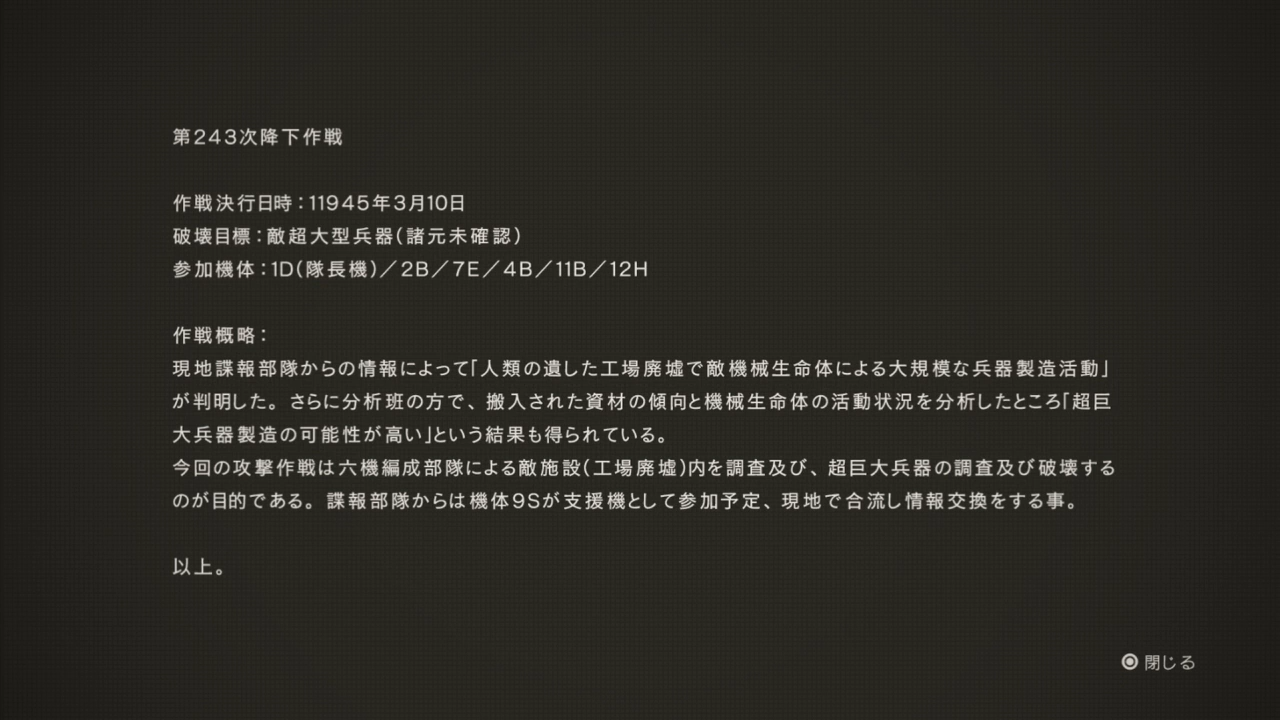 第243次降下作戦
作戦決行日時：11945年3月10日
破壊目標：敵超大型兵器（諸元未確認）
参加機体：1D（隊長機）／2B／7E／4B／11B／12H
作戦概略：
現地諜報部隊からの情報によって「人類の遺した工場廃墟で敵機械生命体による大規模な兵器製造活動」
が判明した。さらに分析班の方で、搬入された資材の傾向と機械生命体の活動状況を分析したところ「超巨
大兵器製造の可能性が高い」という結果も得られている。
今回の攻撃作戦は六機編成部隊による敵施設（工場廃墟）内を調査及び、超巨大兵器の調査及び破壊する
のが目的である。諜報部隊からは機体9Sが支援機として参加予定、現地で合流し情報交換をする事。
以上。
閉じる